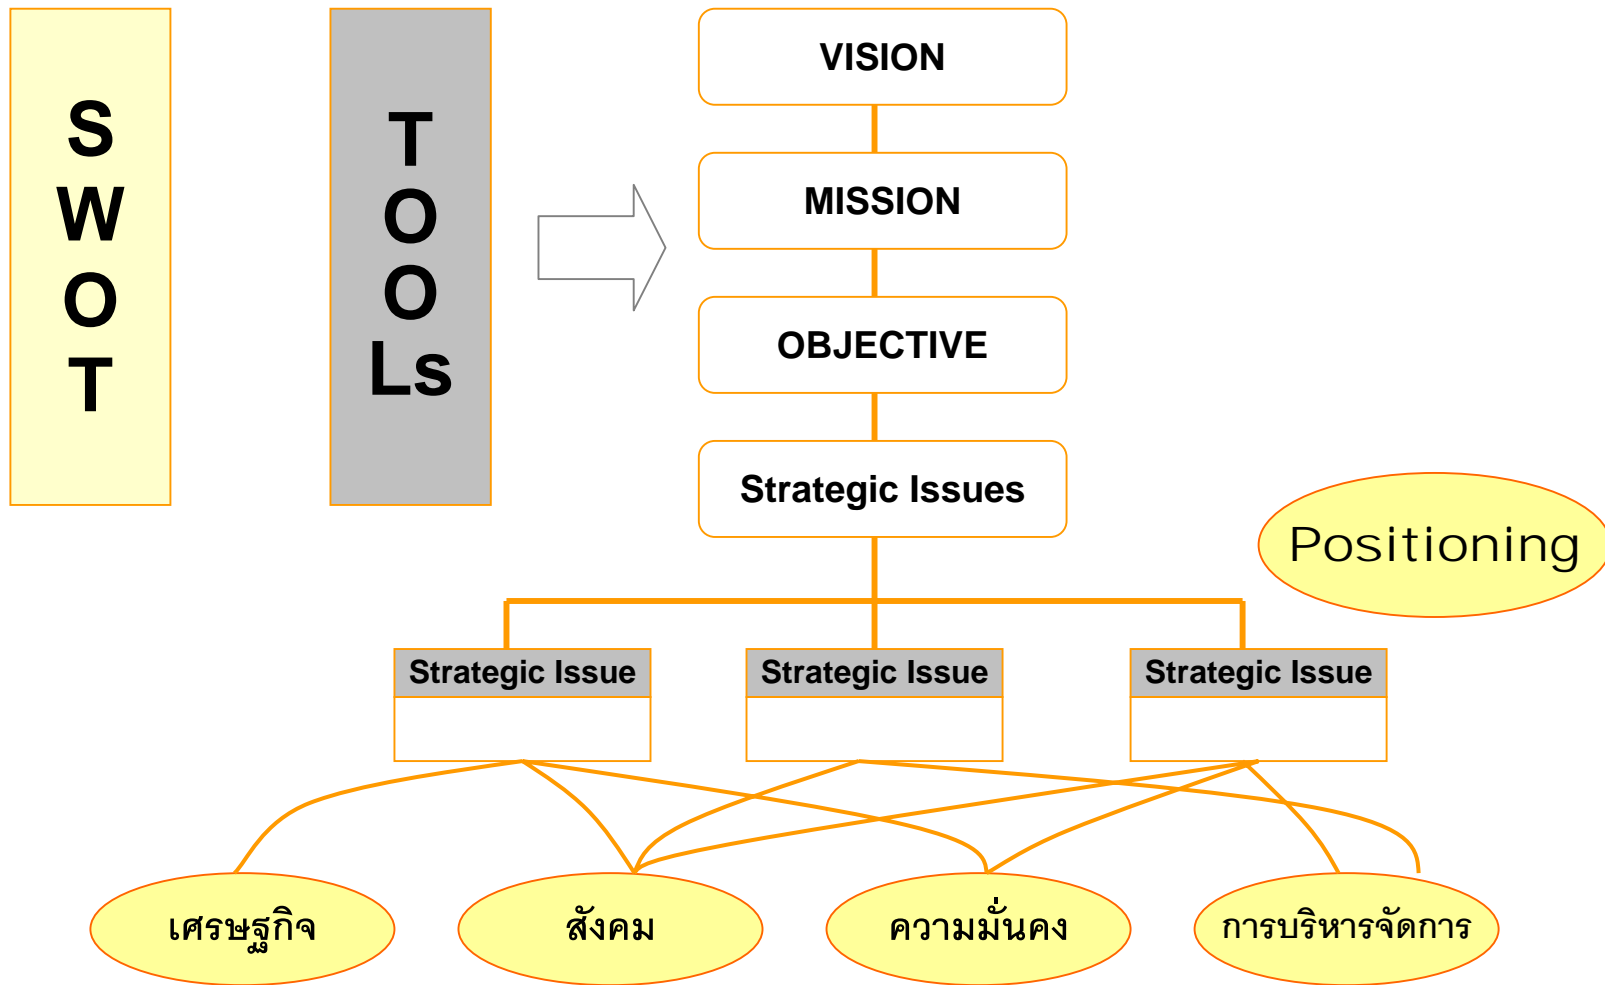 S
W
O
T
T
O
O
Ls
VISION
MISSION
OBJECTIVE
Strategic Issues
Positioning
Strategic Issue
Strategic Issue
Strategic Issue
เศรษฐกิจ
สังคม
ความมั่นคง
การบริหารจัดการ